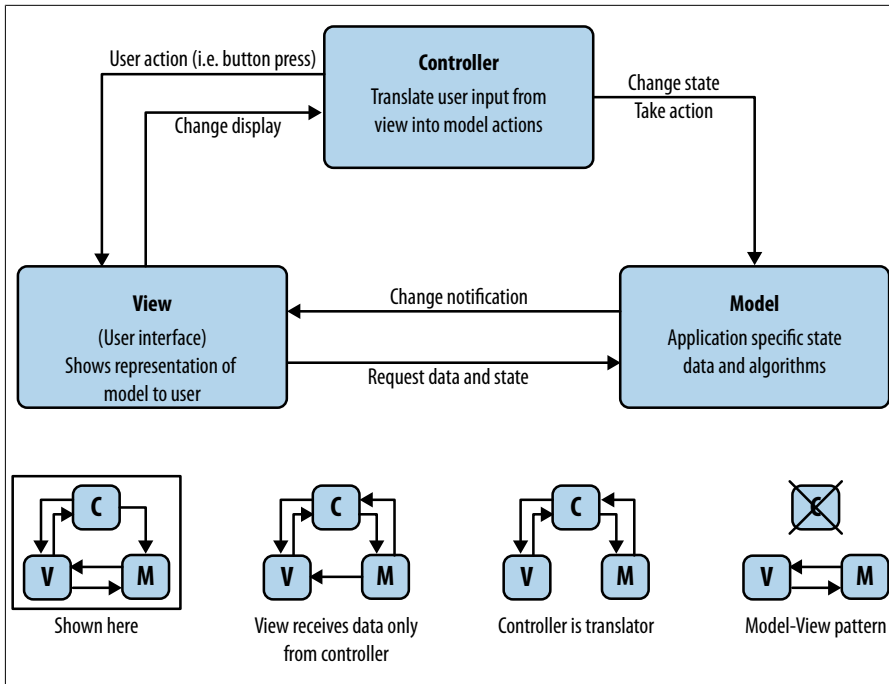 User action (i.e. button press)
Change display
Controller
Translate user input from
view into model actions
Change state
Take action
View
(User interface)
Shows representation of
model to user
Change notification
Request data and state
Model
Application specific state
data and algorithms
C
V
M
Shown here
C
V
M
View receives data only
from controller
C
V
M
Controller is translator
C
V
M
Model-View pattern